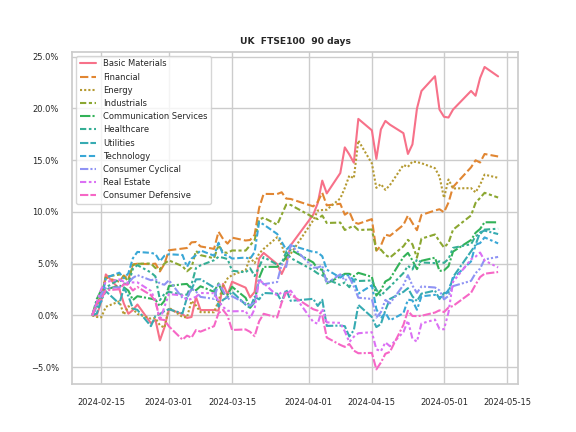 UK  FTSE100  90 days
25.0%
20.0%
15.0%
10.0%
5.0%
0.0%
−5.0%
Basic Materials
Financial
Energy
Industrials
Communication Services
Healthcare
Utilities
Technology
Consumer Cyclical
Real Estate
Consumer Defensive
2024-02-15
2024-03-01
2024-03-15
2024-04-01
2024-04-15
2024-05-01
2024-05-15